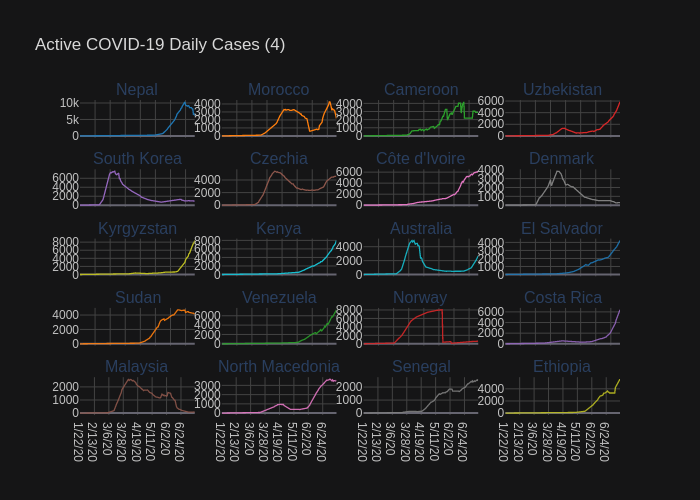 Active COVID-19 Daily Cases (4)
Nepal Morocco Cameroon Uzbekistan
10k 4000 4000 6000
5k 3000 3000 4000
0 2000 2000 2000
1000 1000 0
0 0
South Korea Czechia Côte d'Ivoire Denmark
6000 4000 6000 4000
4000 2000 4000 3000
2000 0 2000 2000
0 0 1000
0
Kyrgyzstan Kenya Australia El Salvador
8000 8000 4000 4000
6000 6000 2000 3000
4000 4000 0 2000
2000 2000 1000
0 0 0
Sudan Venezuela Norway Costa Rica
4000 6000 8000 6000
2000 4000 6000 4000
0 2000 4000 2000
0 2000 0
0
Malaysia North Macedonia Senegal Ethiopia
2000 3000 2000 4000
1000 2000 1000 2000
0 1000 0 0
0
1/22/20 2/13/20 3/6/20 3/28/20 4/19/20 5/11/20 6/2/20 6/24/20 1/22/20 2/13/20 3/6/20 3/28/20 4/19/20 5/11/20 6/2/20 6/24/20 1/22/20 2/13/20 3/6/20 3/28/20 4/19/20 5/11/20 6/2/20 6/24/20 1/22/20 2/13/20 3/6/20 3/28/20 4/19/20 5/11/20 6/2/20 6/24/20